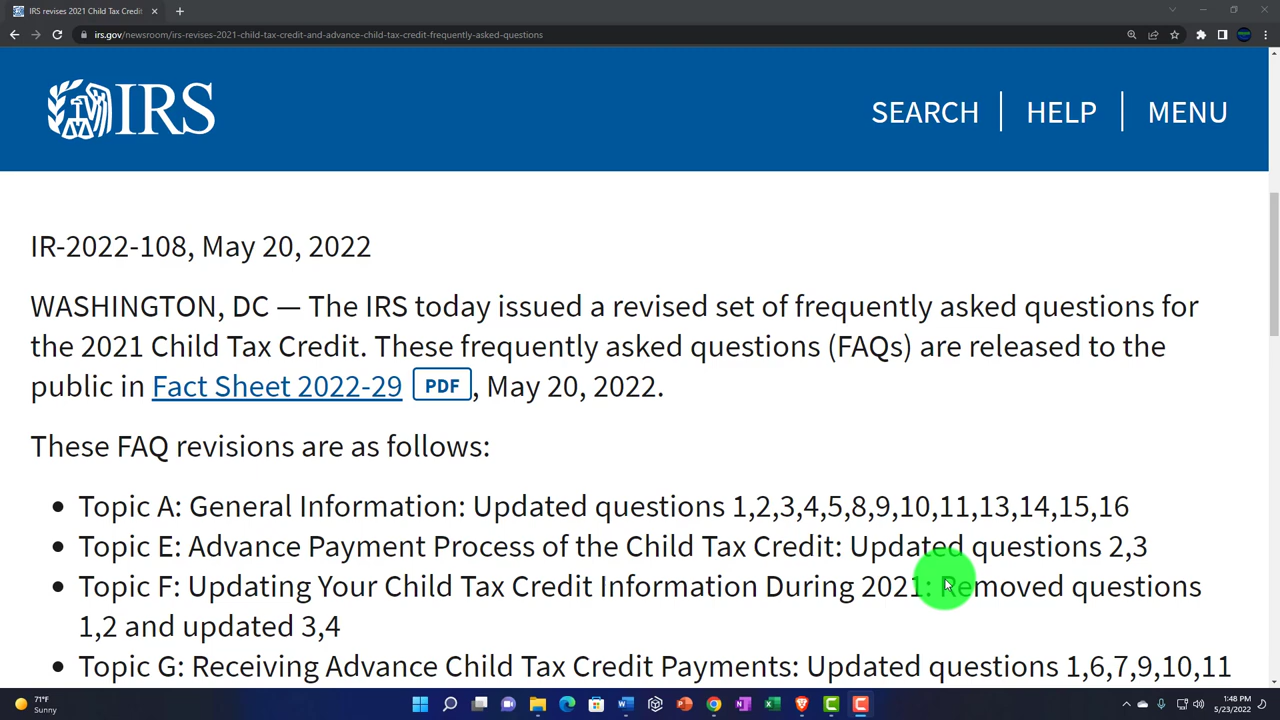 IRS revises 2021 Child Tax Credit
irs.gov/newsroom/irs-revises-2021-child-tax-credit-and-advance-child-tax-credit-frequently-asked-questions
IRS
SEARCH HELP MENU
IR-2022-108, May 20, 2022
WASHINGTON, DC — The IRS today issued a revised set of frequently asked questions for
the 2021 Child Tax Credit. These frequently asked questions (FAQs) are released to the
public in Fact Sheet 2022-29 PDF, May 20, 2022.
These FAQ revisions are as follows:
• Topic A: General Information: Updated questions 1,2,3,4,5,8,9,10,11,13,14,15,16
• Topic E: Advance Payment Process of the Child Tax Credit: Updated questions 2,3
• Topic F: Updating Your Child Tax Credit Information During 2021: Removed questions
1,2 and updated 3,4
• Topic G: Receiving Advance Child Tax Credit Payments: Updated questions 1,6,7,9,10,11
71°F
Sunny
1:48 PM
5/23/2022